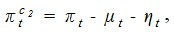 π_t^{c_2} = π_t - μ_t - η_t ,